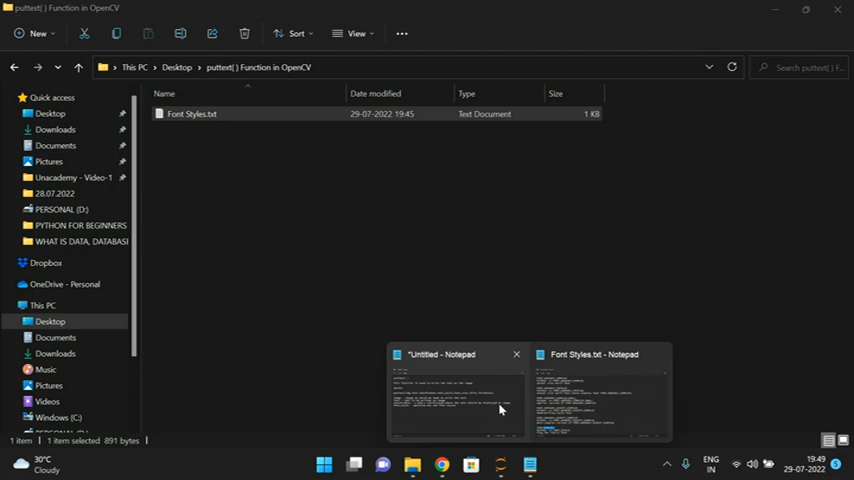 puttext( ) Function in OpenCV
New
Sort
View
This PC
Desktop
puttext( ) Function in OpenCV
Search puttext( ) F...
Name
Date modified
Type
Size
Font Styles.txt
29-07-2022 19:45
Text Document
1 KB
Quick access
Desktop
Downloads
Documents
Pictures
Unacademy - Video-1
28.07.2022
PERSONAL (D:)
PYTHON FOR BEGINNERS
WHAT IS DATA, DATABASI
Dropbox
OneDrive - Personal
This PC
Desktop
Documents
Downloads
Music
Pictures
Videos
Windows (C:)
*Untitled - Notepad
Font Styles.txt - Notepad
1 item
1 item selected
891 bytes
30°C
Cloudy
ENG
IN
19:49
29-07-2022
5